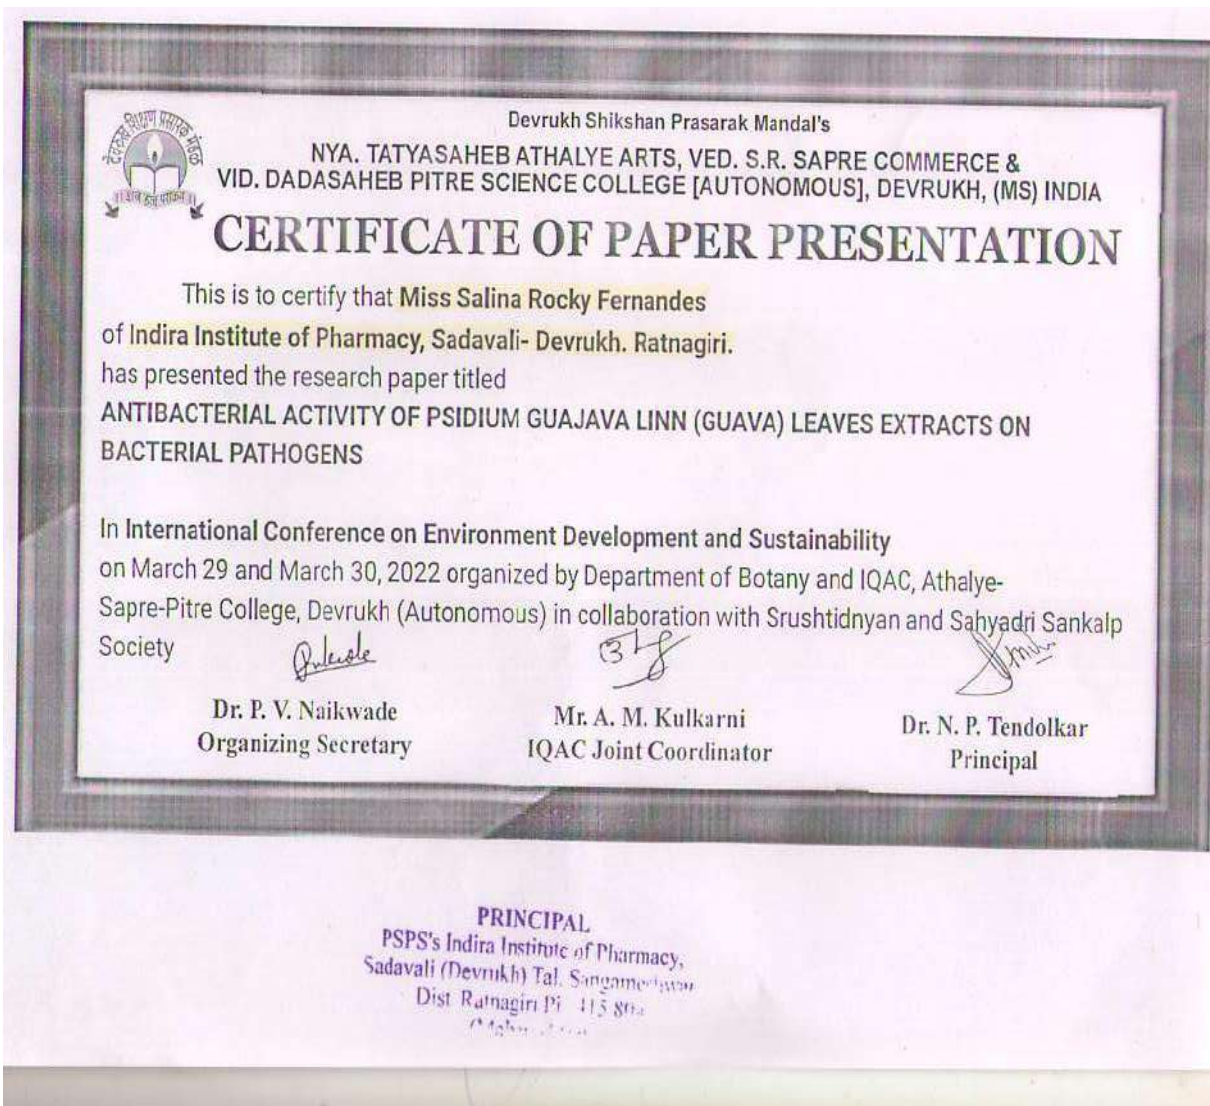 देवरुख शिक्षण प्रसारक मंडळ
Devrukh Shikshan Prasarak Mandal's
NYA. TATYASAHEB ATHALYE ARTS, VED. S.R. SAPRE COMMERCE &
VID. DADASAHEB PITRE SCIENCE COLLEGE [AUTONOMOUS], DEVRUKH, (MS) INDIA
CERTIFICATE OF PAPER PRESENTATION
This is to certify that Miss Salina Rocky Fernandes
of Indira Institute of Pharmacy, Sadavali- Devrukh. Ratnagiri.
has presented the research paper titled
ANTIBACTERIAL ACTIVITY OF PSIDIUM GUAJAVA LINN (GUAVA) LEAVES EXTRACTS ON
BACTERIAL PATHOGENS
In International Conference on Environment Development and Sustainability
on March 29 and March 30, 2022 organized by Department of Botany and IQAC, Athalye-
Sapre-Pitre College, Devrukh (Autonomous) in collaboration with Srushtidnyan and Sahyadri Sankalp
Society
Dr. P. V. Naikwade
Organizing Secretary
Mr. A. M. Kulkarni
IQAC Joint Coordinator
Dr. N. P. Tendolkar
Principal
PRINCIPAL
PSPS's Indira Institute of Pharmacy,
Sadavali (Devrukh) Tal.
Dist Ratnagiri